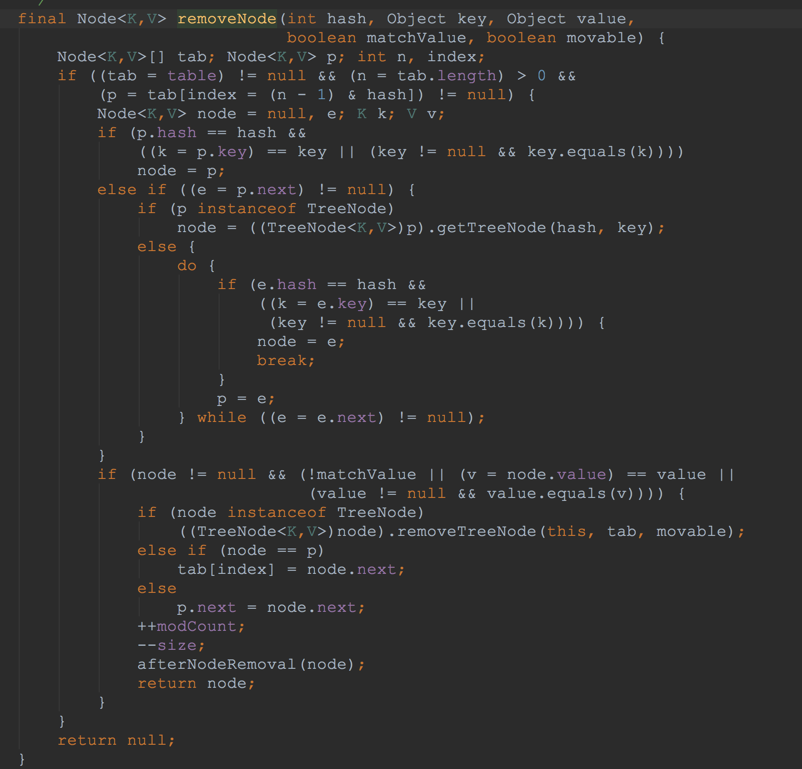 final Node<K,V> removeNode(int hash, Object key, Object value,
                           boolean matchValue, boolean movable) {
    Node<K,V>[] tab; Node<K,V> p; int n, index;
    if ((tab = table) != null && (n = tab.length) > 0 &&
        (p = tab[index = (n - 1) & hash]) != null) {
        Node<K,V> node = null, e; K k; V v;
        if (p.hash == hash &&
            ((k = p.key) == key || (key != null && key.equals(k))))
            node = p;
        else if ((e = p.next) != null) {
            if (p instanceof TreeNode)
                node = ((TreeNode<K,V>)p).getTreeNode(hash, key);
            else {
                do {
                    if (e.hash == hash &&
                        ((k = e.key) == key ||
                         (key != null && key.equals(k)))) {
                        node = e;
                        break;
                    }
                    p = e;
                } while ((e = e.next) != null);
            }
        }
        if (node != null && (!matchValue || (v = node.value) == value ||
                             (value != null && value.equals(v)))) {
            if (node instanceof TreeNode)
                ((TreeNode<K,V>)node).removeTreeNode(this, tab, movable);
            else if (node == p)
                tab[index] = node.next;
            else
                p.next = node.next;
            ++modCount;
            --size;
            afterNodeRemoval(node);
            return node;
        }
    }
    return null;
}